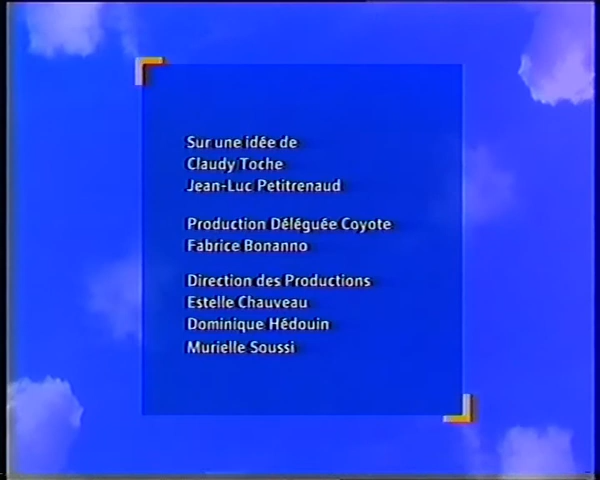 Sur une idée de
Claudy Toche
Jean-Luc Petitrenaud
Production Déléguée Coyote
Fabrice Bonanno
Direction des Productions
Estelle Chauveau
Dominique Hédouin
Murielle Soussi